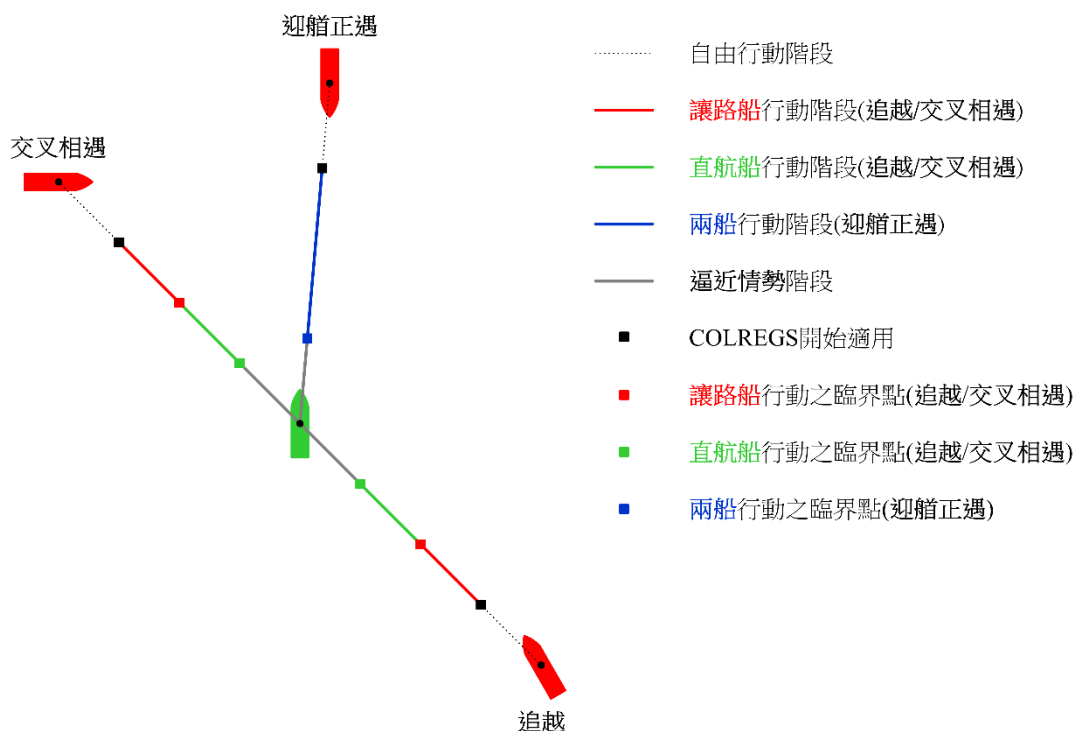 迎艏正遇
交叉相遇
追越
自由行動階段
讓路船行動階段(追越/交叉相遇)
直航船行動階段(追越/交叉相遇)
兩船行動階段(迎艏正遇)
逼近情勢階段
COLREGS開始適用
讓路船行動之臨界點(追越/交叉相遇)
直航船行動之臨界點(追越/交叉相遇)
兩船行動之臨界點(迎艏正遇)